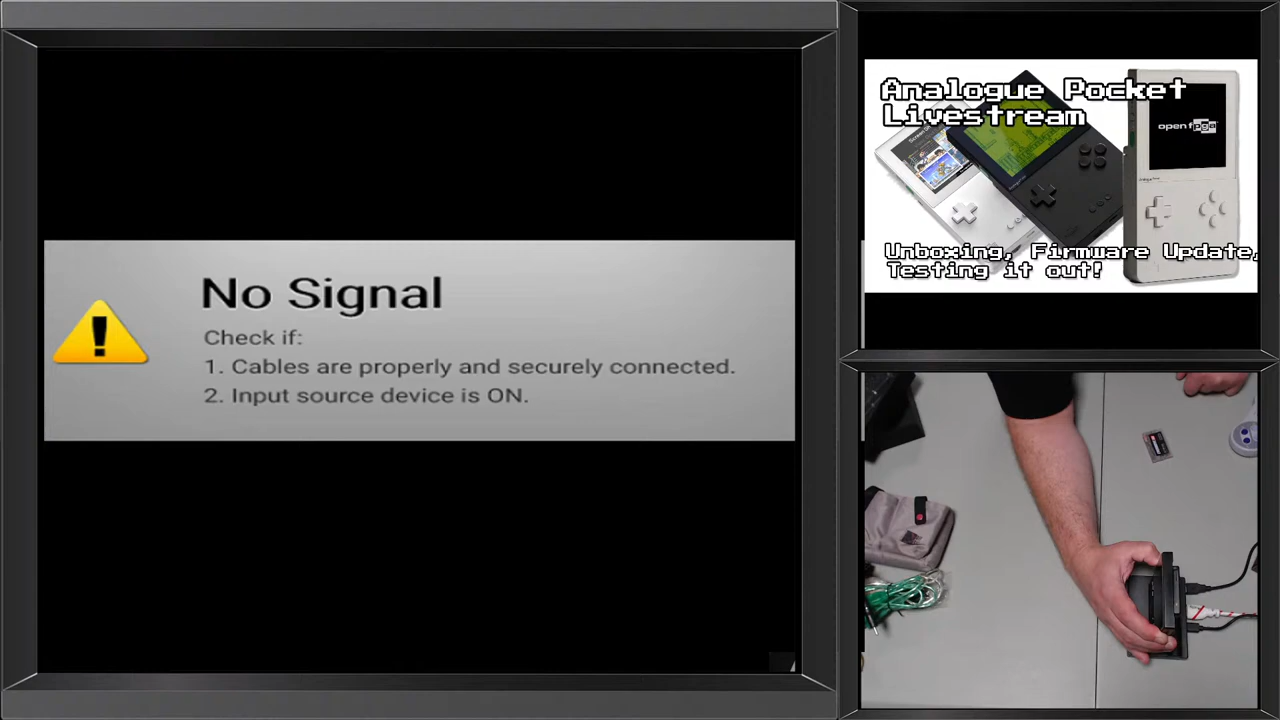 No Signal
Check if:
1. Cables are properly and securely connected.
2. Input source device is ON.
Analogue Pocket
Livestream
open fpga
Unboxing, Firmware Update,
Testing it out!